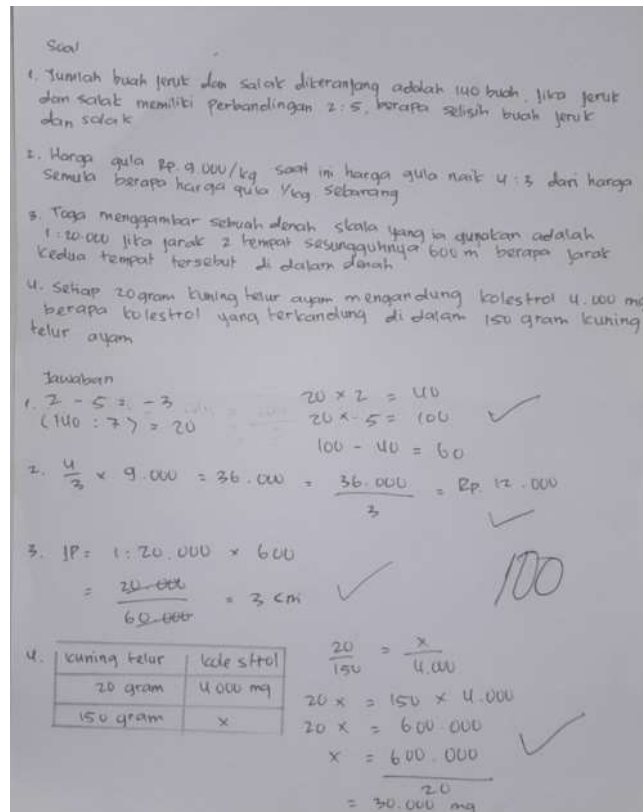 Soal
1. Jumlah buah jeruk dan salak dikeranjang adalah 140 buah. Jika jeruk
dan salak memiliki perbandingan 2:5, berapa selisih buah jeruk
dan salak
2. Harga gula Rp. 9.000/kg saat ini harga gula naik 4:3 dari harga
semula berapa harga gula 1/kg sekarang
3. Toga menggambar sebuah denah skala yang ia gunakan adalah
1:20.000 jika jarak 2 tempat sesungguhnya 600 m berapa jarak
kedua tempat tersebut di dalam denah
4. Setiap 20 gram kuning telur ayam mengandung kolestrol 4.000 mg
berapa kolestrol yang terkandung di dalam 150 gram kuning
telur ayam
Jawaban
1. 2 - 5 = -3
(140 : 7) = 20
20 × 2 = 40
20 × 5 = 100
100 - 40 = 60
2. 4/3 × 9.000 = 36.000 = 36.000/3 = Rp. 12.000
3. JP = 1:20.000 × 600
= 20.000/60.000 = 3 cm
100
4. kuning telur kolestrol
20 gram 4000 mg
150 gram x
20/150 = x/4.000
20 x = 150 × 4.000
20 x = 600.000
x = 600.000/20
= 30.000 mg